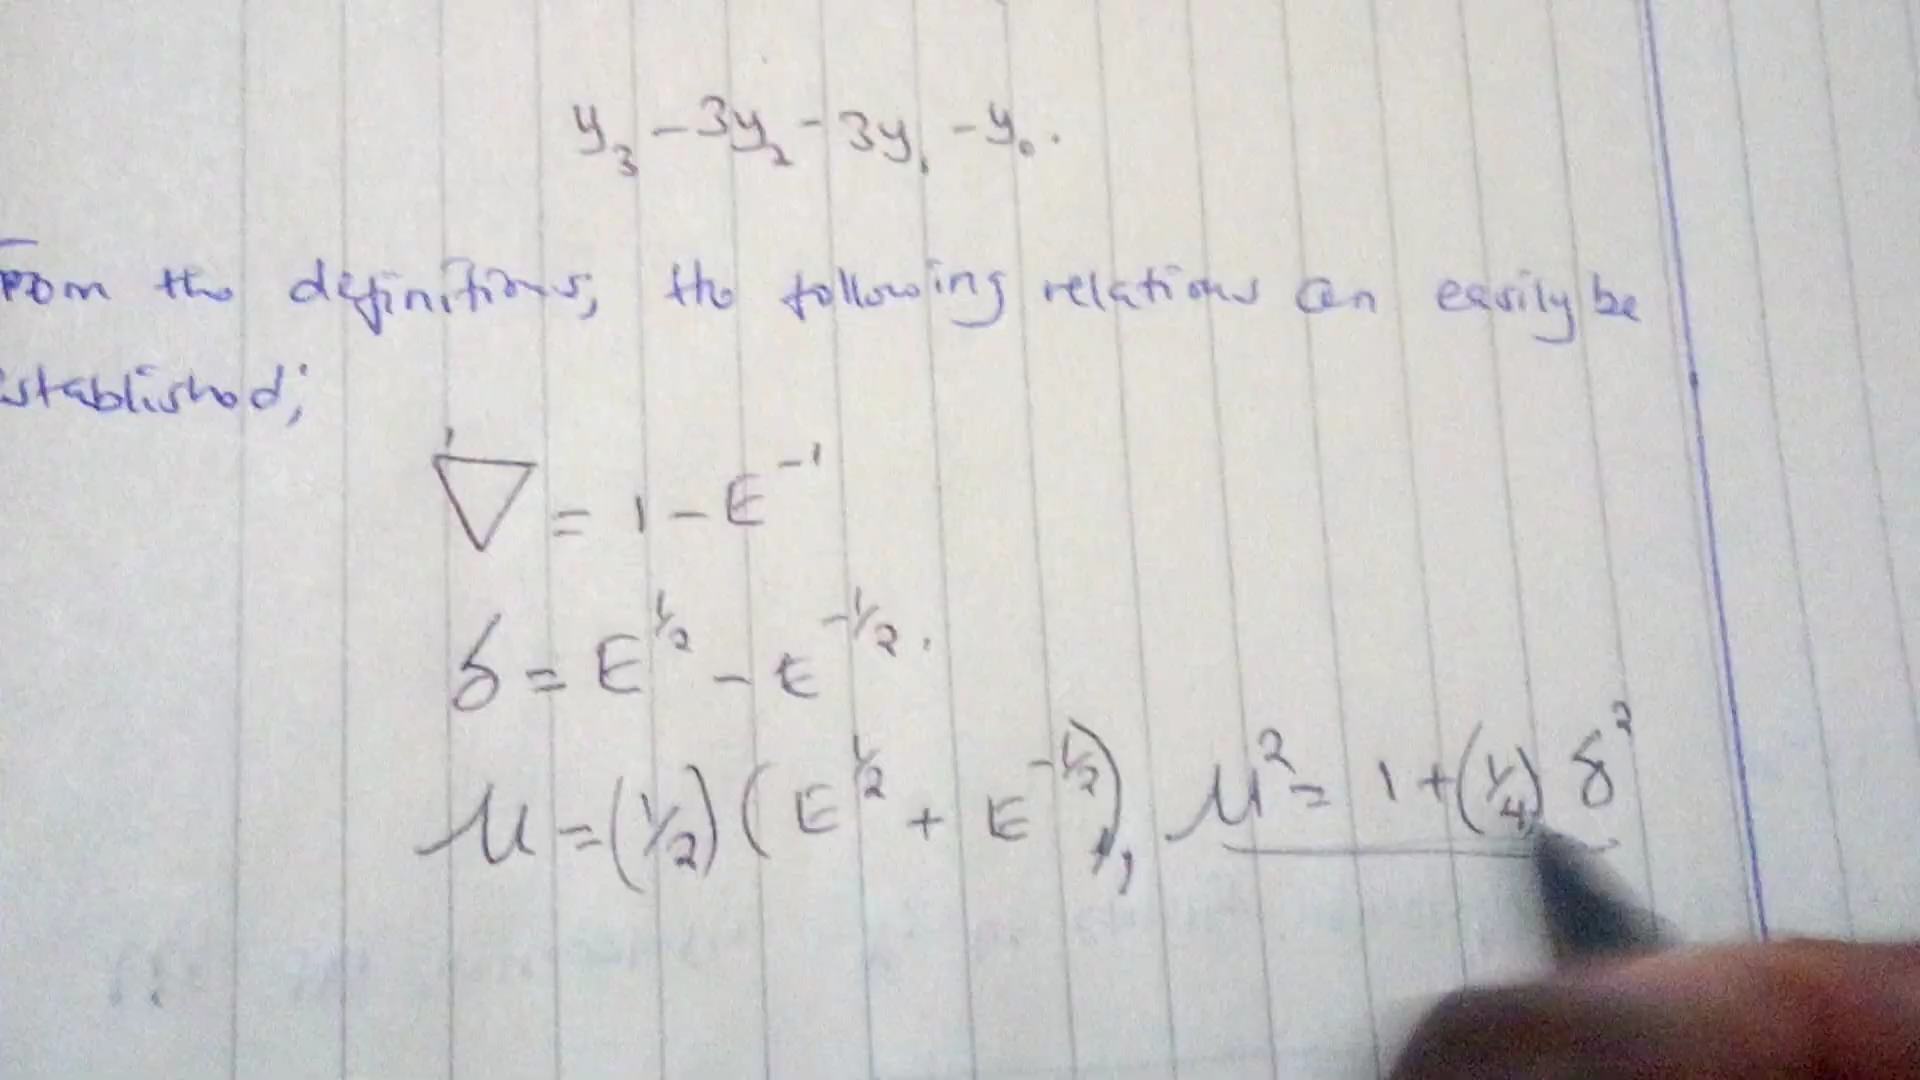 y₃ - 3y₂ - 3y₁ - y₀.
From the definitions, the following relations can easily be
established;
∇ = 1 - E⁻¹
δ = E^½ - E^-½.
μ = (½)(E^½ + E^-½), μ² = 1 + (¼) δ²